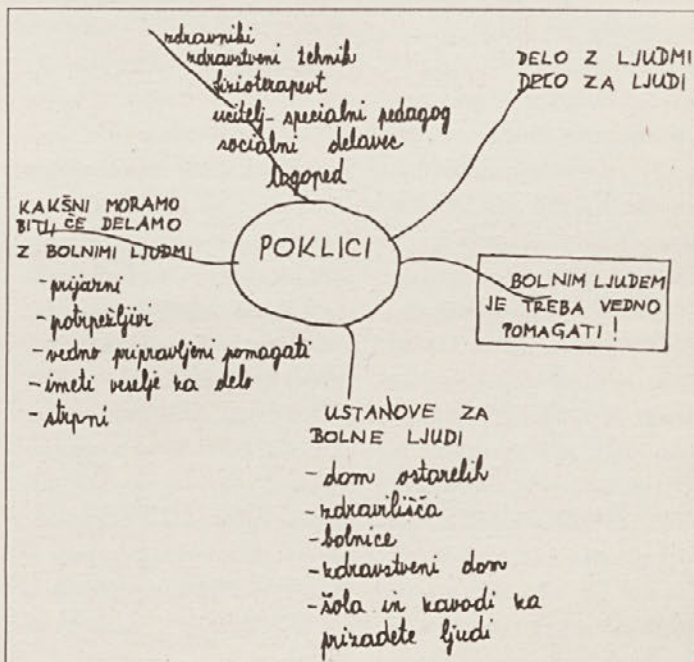 zdravniki
zdravstveni tehnik
fizioterapevt
učitelj - specialni pedagog
socialni delavec
logoped
DELO Z LJUDMI
DELO ZA LJUDI
KAKŠNI MORAMO
BITI, ČE DELAMO
Z BOLNIMI LJUDMI
- prijazni
- potrpežljivi
- vedno pripravljeni pomagati
- imeti veselje za delo
- strpni
POKLICI
BOLNIM LJUDEM
JE TREBA VEDNO
POMAGATI!
USTANOVE ZA
BOLNE LJUDI
- dom ostarelih
- zdravilišča
- bolnice
- zdravstveni dom
- šola in zavodi za
prizadete ljudi